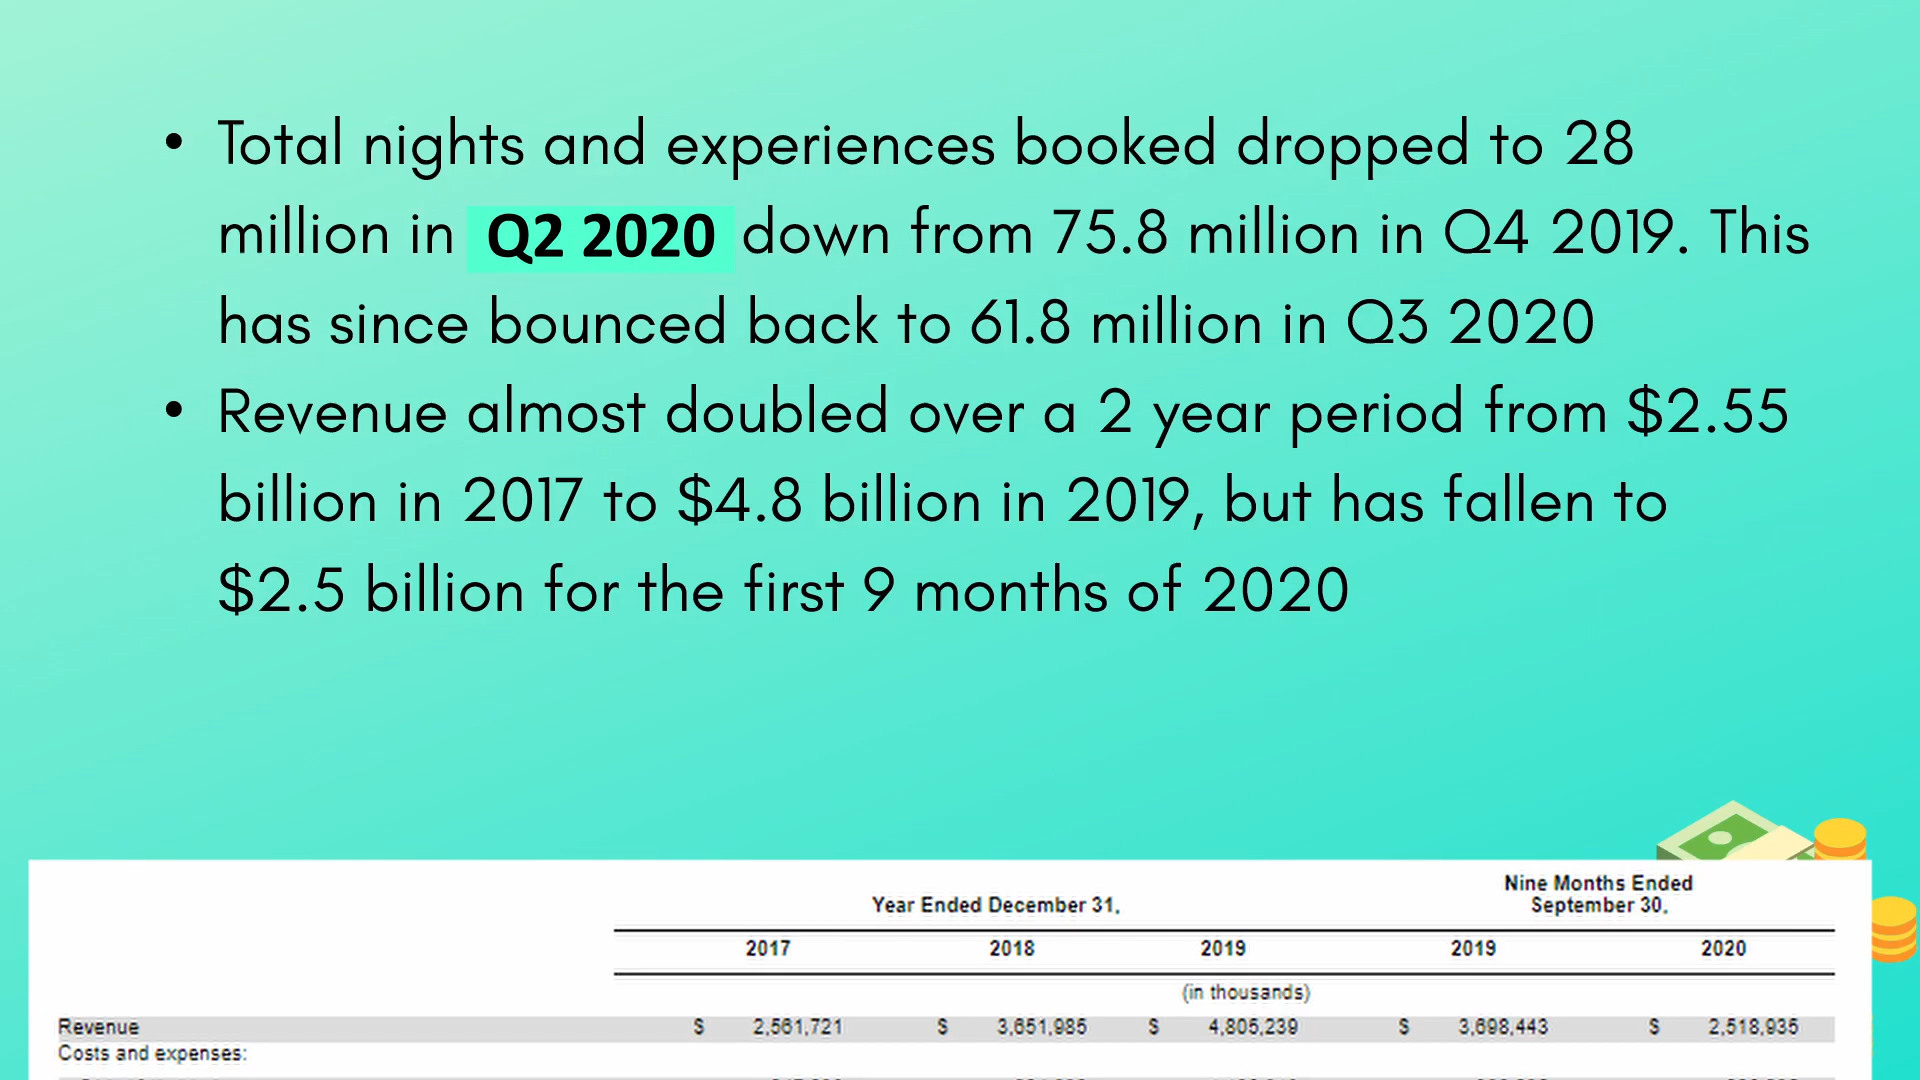 • Total nights and experiences booked dropped to 28
million in Q2 2020 down from 75.8 million in Q4 2019. This
has since bounced back to 61.8 million in Q3 2020
• Revenue almost doubled over a 2 year period from $2.55
billion in 2017 to $4.8 billion in 2019, but has fallen to
$2.5 billion for the first 9 months of 2020
Nine Months Ended
Year Ended December 31, September 30,
2017 2018 2019 2019 2020
(in thousands)
Revenue $ 2,561,721 $ 3,651,985 $ 4,805,239 $ 3,698,443 $ 2,518,935
Costs and expenses: